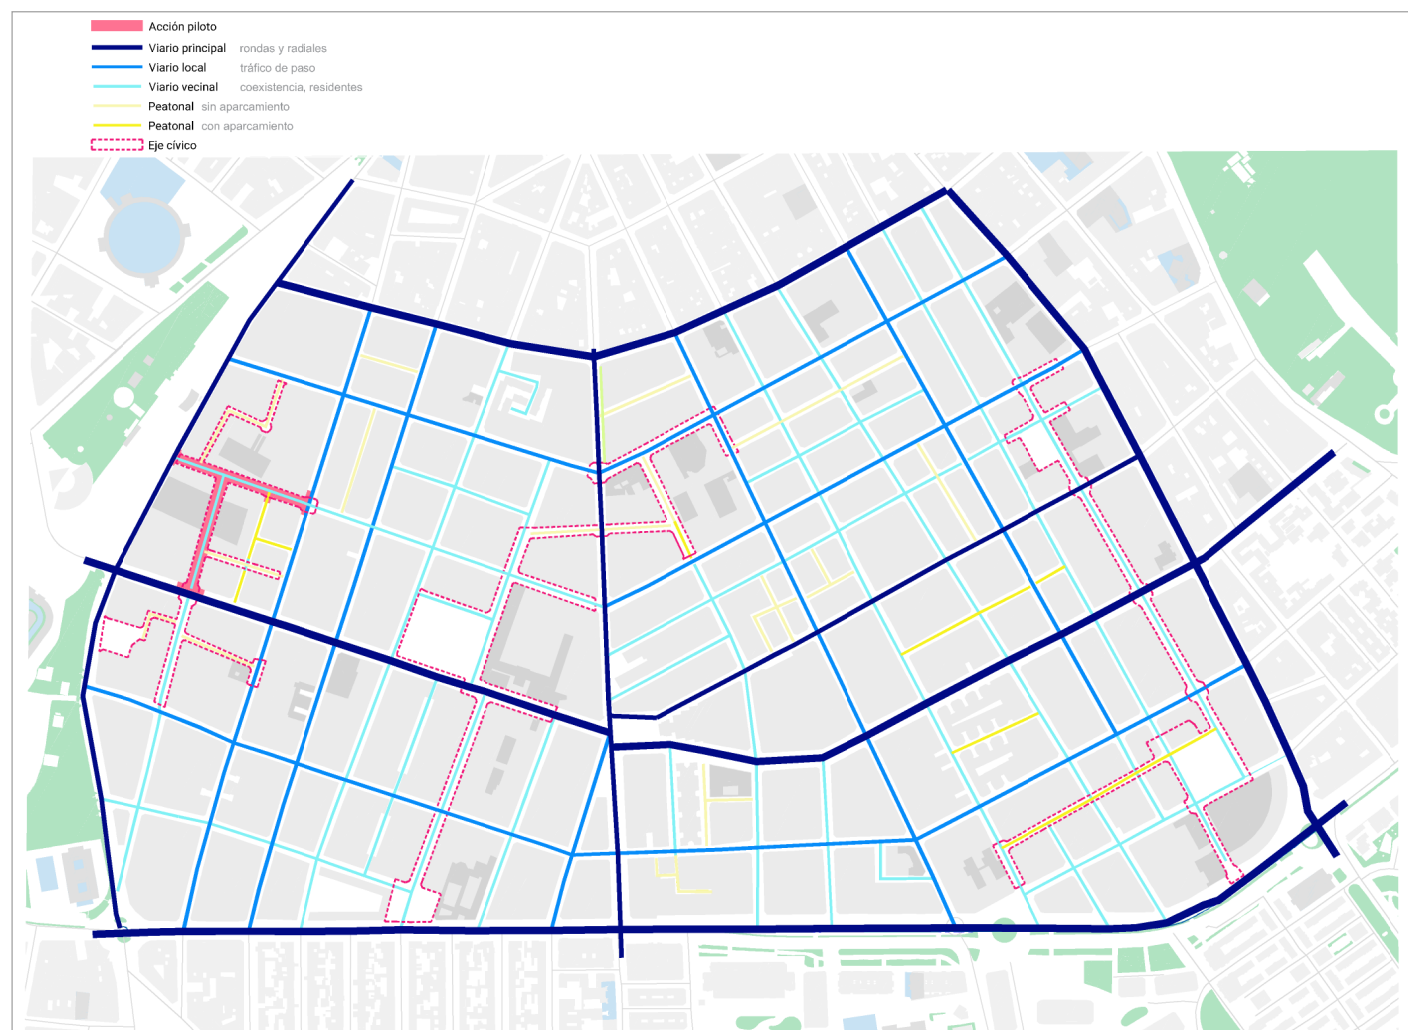 Acción piloto
Viario principal rondas y radiales
Viario local tráfico de paso
Viario vecinal coexistencia, residentes
Peatonal sin aparcamiento
Peatonal con aparcamiento
Eje cívico